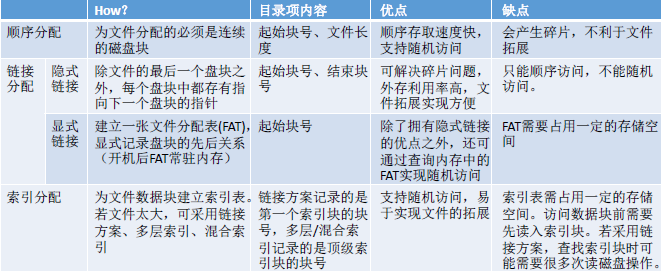 How？ 目录项内容 优点 缺点
顺序分配 为文件分配的必须是连续的磁盘块 起始块号、文件长度 顺序存取速度快，支持随机访问 会产生碎片，不利于文件拓展
链接分配 隐式链接 除文件的最后一个盘块之外，每个盘块中都存有指向下一个盘块的指针 起始块号、结束块号 可解决碎片问题，外存利用率高，文件拓展实现方便 只能顺序访问，不能随机访问。
显式链接 建立一张文件分配表(FAT)，显式记录盘块的先后关系（开机后FAT常驻内存） 起始块号 除了拥有隐式链接的优点之外，还可通过查询内存中的FAT实现随机访问 FAT需要占用一定的存储空间
索引分配 为文件数据块建立索引表。若文件太大，可采用链接方案、多层索引、混合索引 链接方案记录的是第一个索引块的块号，多层/混合索引记录的是顶级索引块的块号 支持随机访问，易于实现文件的拓展 索引表需占用一定的存储空间。访问数据块前需要先读入索引块。若采用链接方案，查找索引块时可能需要很多次读磁盘操作。